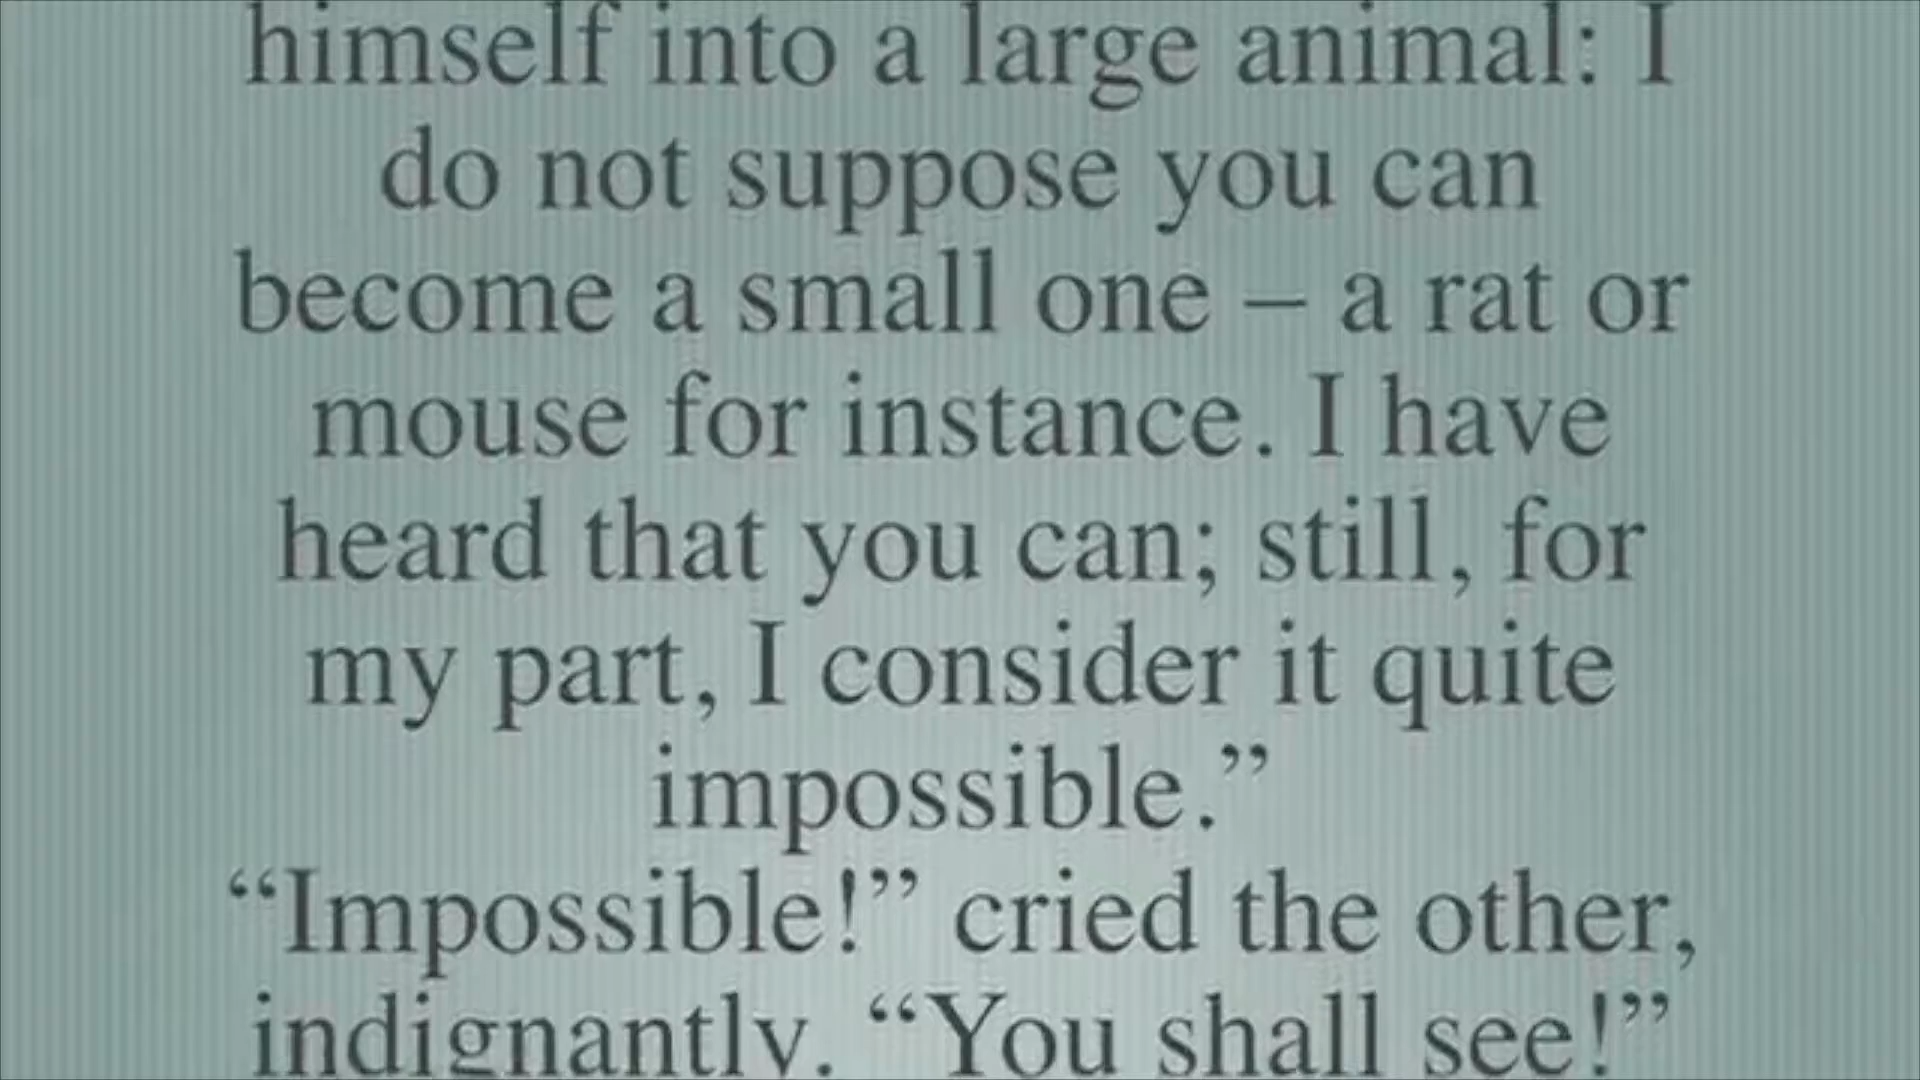 himself into a large animal: I
do not suppose you can
become a small one – a rat or
mouse for instance. I have
heard that you can; still, for
my part, I consider it quite
impossible.”
“Impossible!” cried the other,
indignantly. “You shall see!”